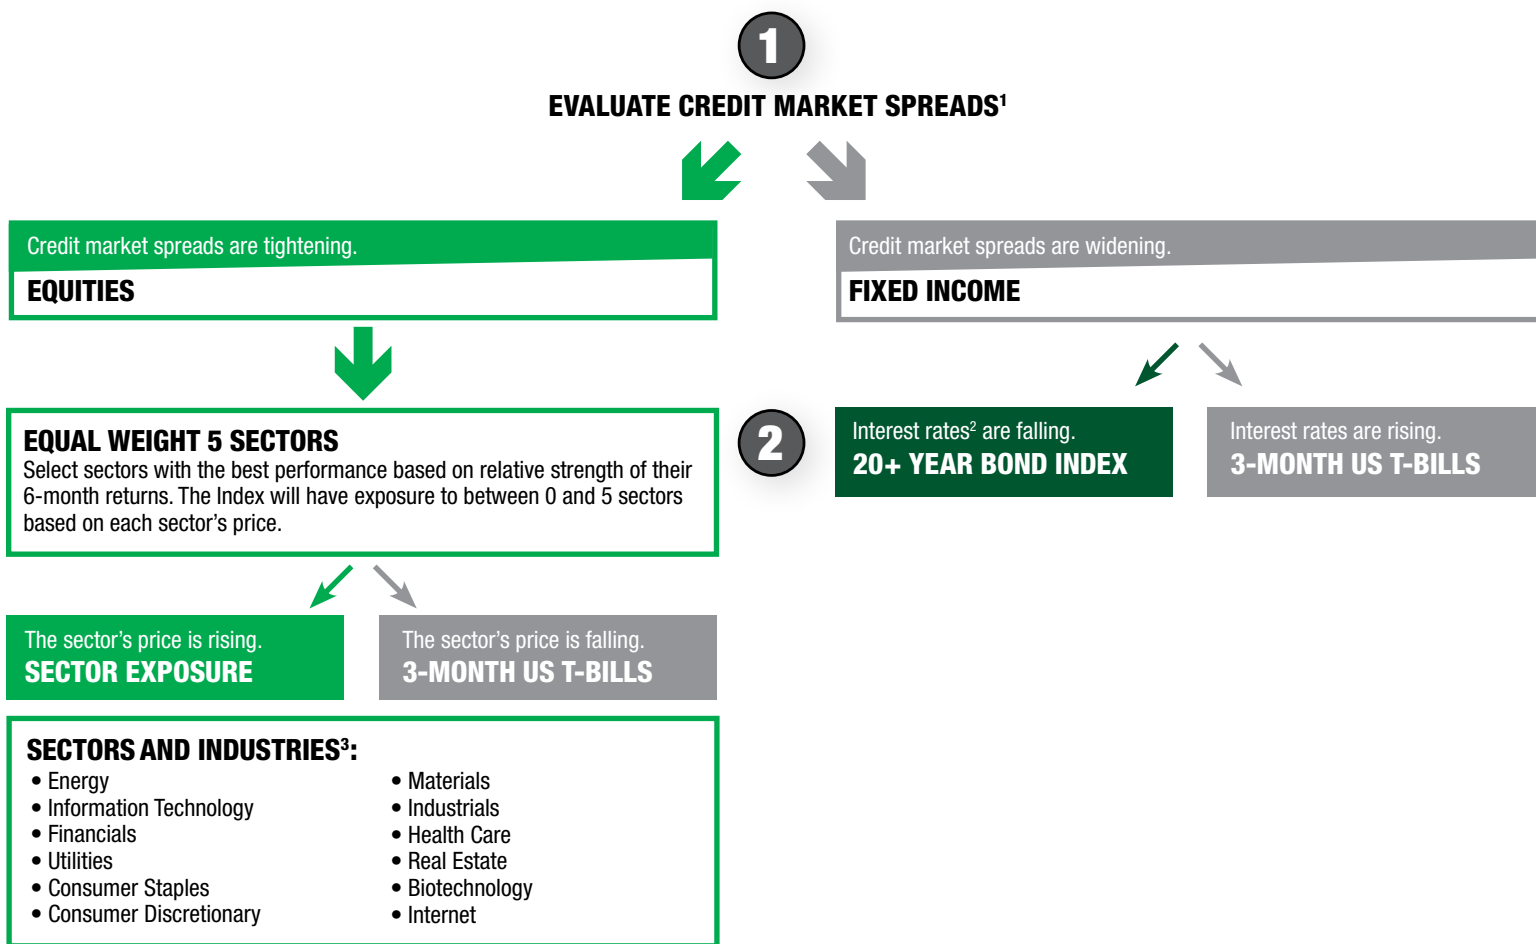 1
EVALUATE CREDIT MARKET SPREADS¹
Credit market spreads are tightening.
EQUITIES
Credit market spreads are widening.
FIXED INCOME
EQUAL WEIGHT 5 SECTORS
Select sectors with the best performance based on relative strength of their
6-month returns. The Index will have exposure to between 0 and 5 sectors
based on each sector’s price.
2
Interest rates² are falling.
20+ YEAR BOND INDEX
Interest rates are rising.
3-MONTH US T-BILLS
The sector’s price is rising.
SECTOR EXPOSURE
The sector’s price is falling.
3-MONTH US T-BILLS
SECTORS AND INDUSTRIES³:
• Energy
• Information Technology
• Financials
• Utilities
• Consumer Staples
• Consumer Discretionary
• Materials
• Industrials
• Health Care
• Real Estate
• Biotechnology
• Internet